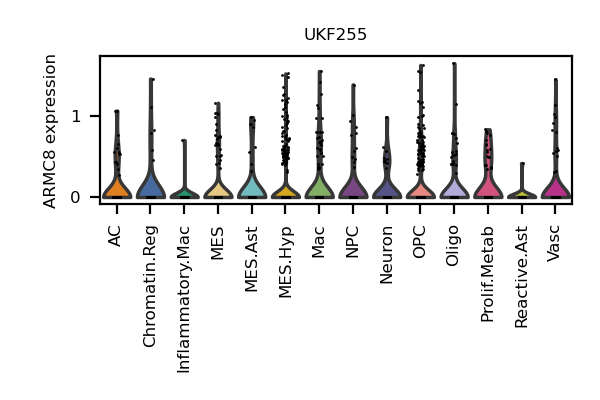 UKF255
ARMC8 expression
1
0
AC
Chromatin.Reg
Inflammatory.Mac
MES
MES.Ast
MES.Hyp
Mac
NPC
Neuron
OPC
Oligo
Prolif.Metab
Reactive.Ast
Vasc